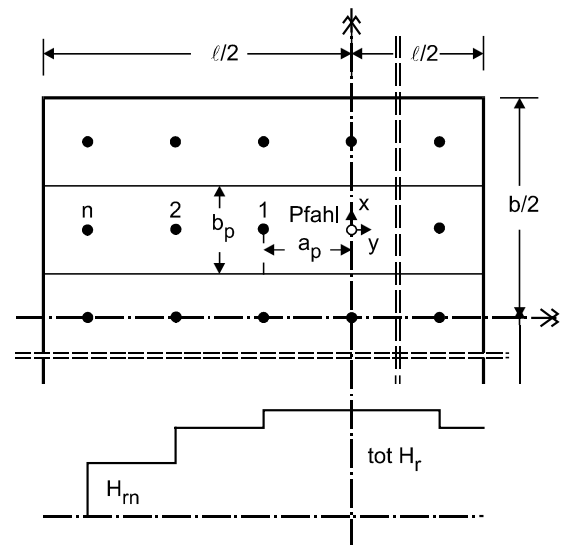 ℓ/2 ℓ/2
b/2
n 2 1 Pfahl x
b_p a_p y
tot H_r
H_rn